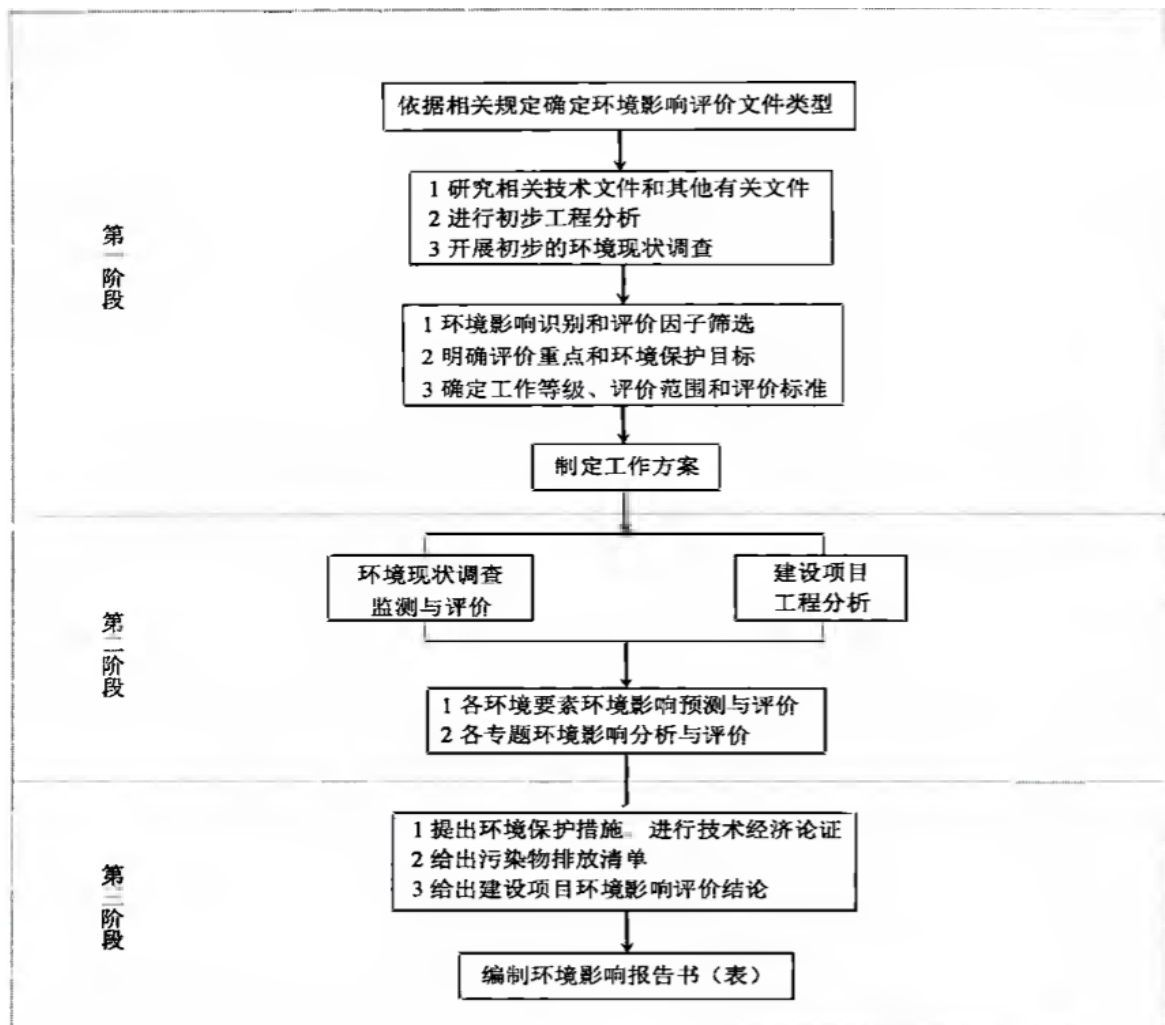 依据相关规定确定环境影响评价文件类型
1 研究相关技术文件和其他有关文件
2 进行初步工程分析
3 开展初步的环境现状调查
第一阶段
1 环境影响识别和评价因子筛选
2 明确评价重点和环境保护目标
3 确定工作等级、评价范围和评价标准
制定工作方案
环境现状调查
监测与评价
建设项目
工程分析
第二阶段
1 各环境要素环境影响预测与评价
2 各专题环境影响分析与评价
1 提出环境保护措施,进行技术经济论证
2 给出污染物排放清单
3 给出建设项目环境影响评价结论
第三阶段
编制环境影响报告书(表)